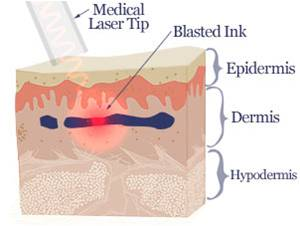 Medical
Laser Tip
Blasted Ink
Epidermis
Dermis
Hypodermis